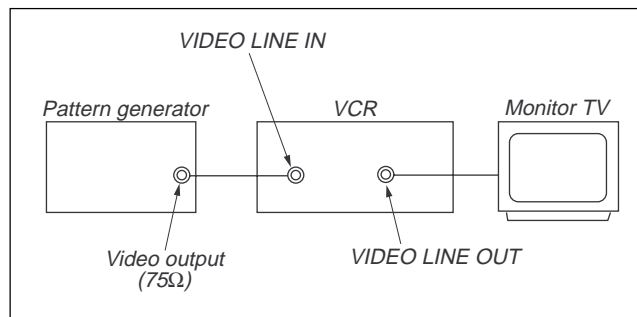 VIDEO LINE IN
Pattern generator
VCR
Monitor TV
Video output
(75Ω)
VIDEO LINE OUT